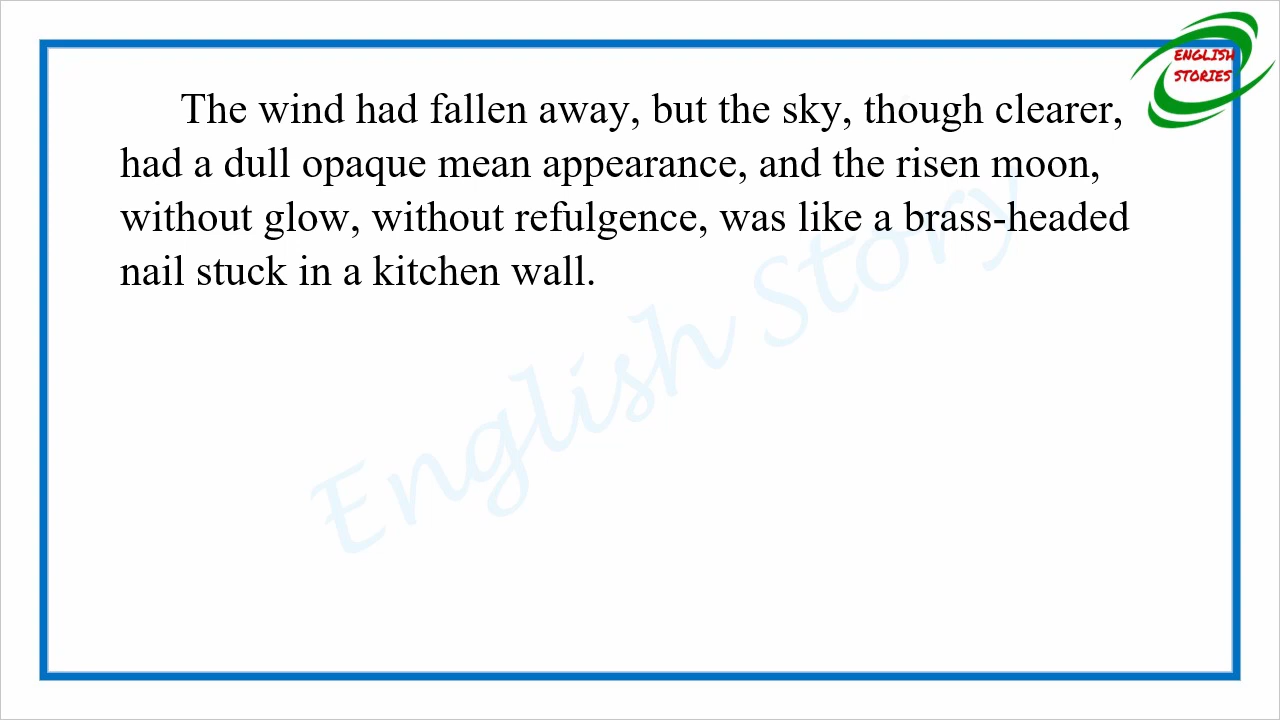 ENGLISH
STORIES
The wind had fallen away, but the sky, though clearer,
had a dull opaque mean appearance, and the risen moon,
without glow, without refulgence, was like a brass-headed
nail stuck in a kitchen wall.
English Story